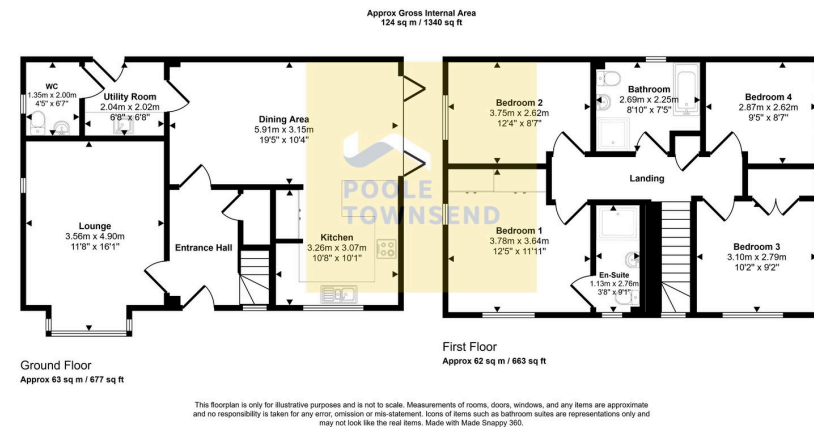 Approx Gross Internal Area
124 sq m / 1340 sq ft
WC
1.35m x 2.00m
4'5" x 6'7"
Utility Room
2.04m x 2.02m
6'8" x 6'8"
Dining Area
5.91m x 3.15m
19'5" x 10'4"
Lounge
3.56m x 4.90m
11'8" x 16'1"
Entrance Hall
Kitchen
3.26m x 3.07m
10'8" x 10'1"
POOLE
TOWNSEND
Ground Floor
Approx 63 sq m / 677 sq ft
Bedroom 2
3.75m x 2.62m
12'4" x 8'7"
Bathroom
2.69m x 2.25m
8'10" x 7'5"
Bedroom 4
2.87m x 2.62m
9'5" x 8'7"
Landing
Bedroom 1
3.78m x 3.64m
12'5" x 11'11"
En-Suite
1.13m x 2.76m
3'8" x 9'1"
Bedroom 3
3.10m x 2.79m
10'2" x 9'2"
First Floor
Approx 62 sq m / 663 sq ft
This floorplan is only for illustrative purposes and is not to scale. Measurements of rooms, doors, windows, and any items are approximate
and no responsibility is taken for any error, omission or mis-statement. Icons of items such as bathroom suites are representations only and
may not look like the real items. Made with Made Snappy 360.